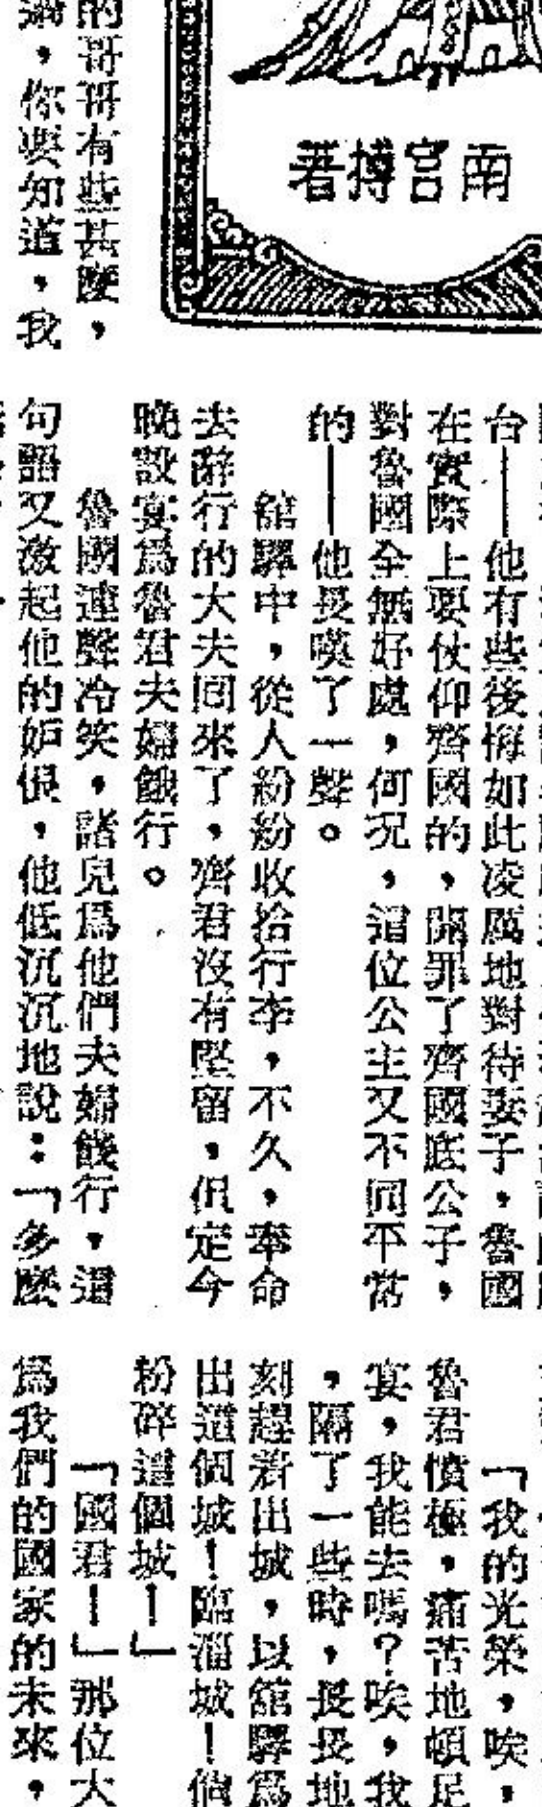 南宮搏著
的哥哥有些甚麼，
，你要知道，我
台——他有些後悔如此凌厲地對待妻子，魯國
在實際上要仗仰齊國的，開罪了齊國底公子，
對魯國全無好處，何況，這位公主又不同平常
的——他長嘆了一聲。
館驛中，從人紛紛收拾行李，不久，奉命
去辭行的大夫回來了，齊君沒有堅留，但定今
晚設宴爲魯君夫婦餞行。
魯國連聲冷笑，諸兒爲他們夫婦餞行，這
句語又激起他的妒恨，他低沉沉地說：「多麼
「我的光榮，唉，
魯君憤極，痛苦地頓足
宴，我能去嗎？唉，我
，隔了一些時，長長地
刻趕着出城，以館驛爲
出這個城！臨淄城！倘
粉碎這個城！」
「國君！」那位大
爲我們的國家的未來，